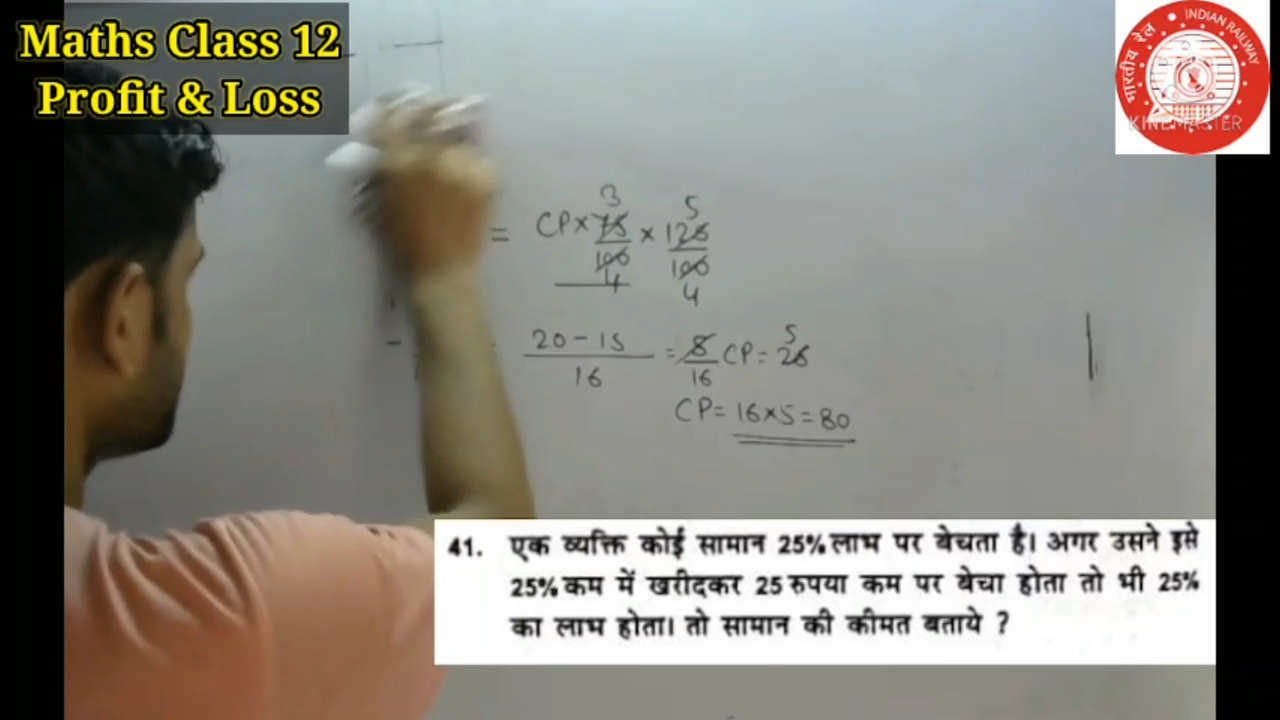 Maths Class 12
Profit & Loss
भारतीय रेल
INDIAN RAILWAY
KINEMASTER
3 5
= CP × 75/100 × 125/100
4 4
20 - 15 / 16 = 5/16 CP = 25
5
CP = 16 × 5 = 80
41. एक व्यक्ति कोई सामान 25% लाभ पर बेचता है। अगर उसने इसे
25% कम में खरीदकर 25 रुपया कम पर बेचा होता तो भी 25%
का लाभ होता। तो सामान की कीमत बताये ?